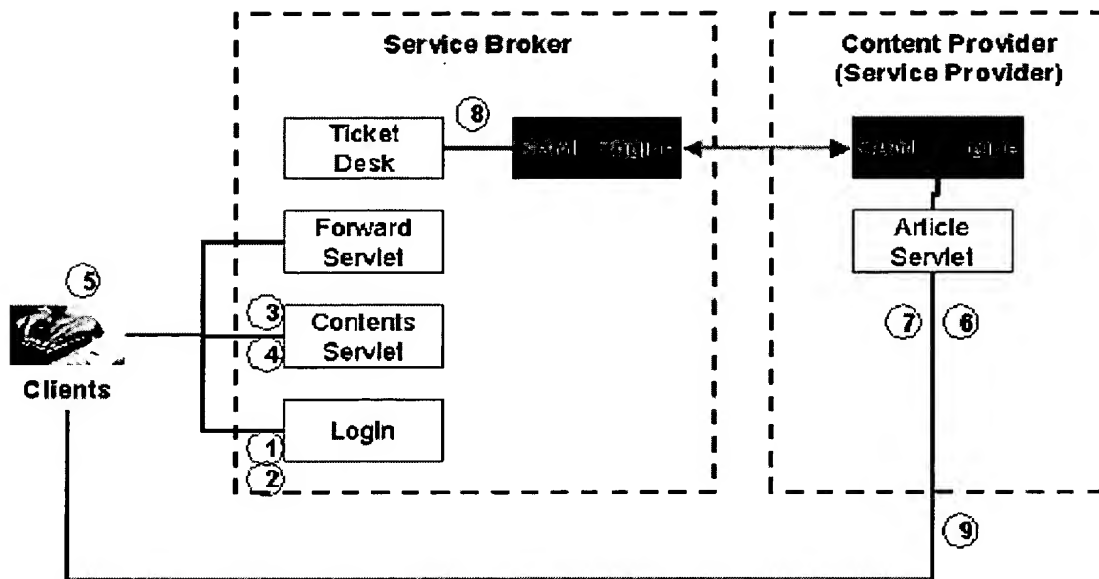 Service Broker
Content Provider
(Service Provider)
8
Ticket
Desk
Forward
Servlet
Article
Servlet
5
3
Contents
Servlet
4
7
6
Clients
Login
1
2
9